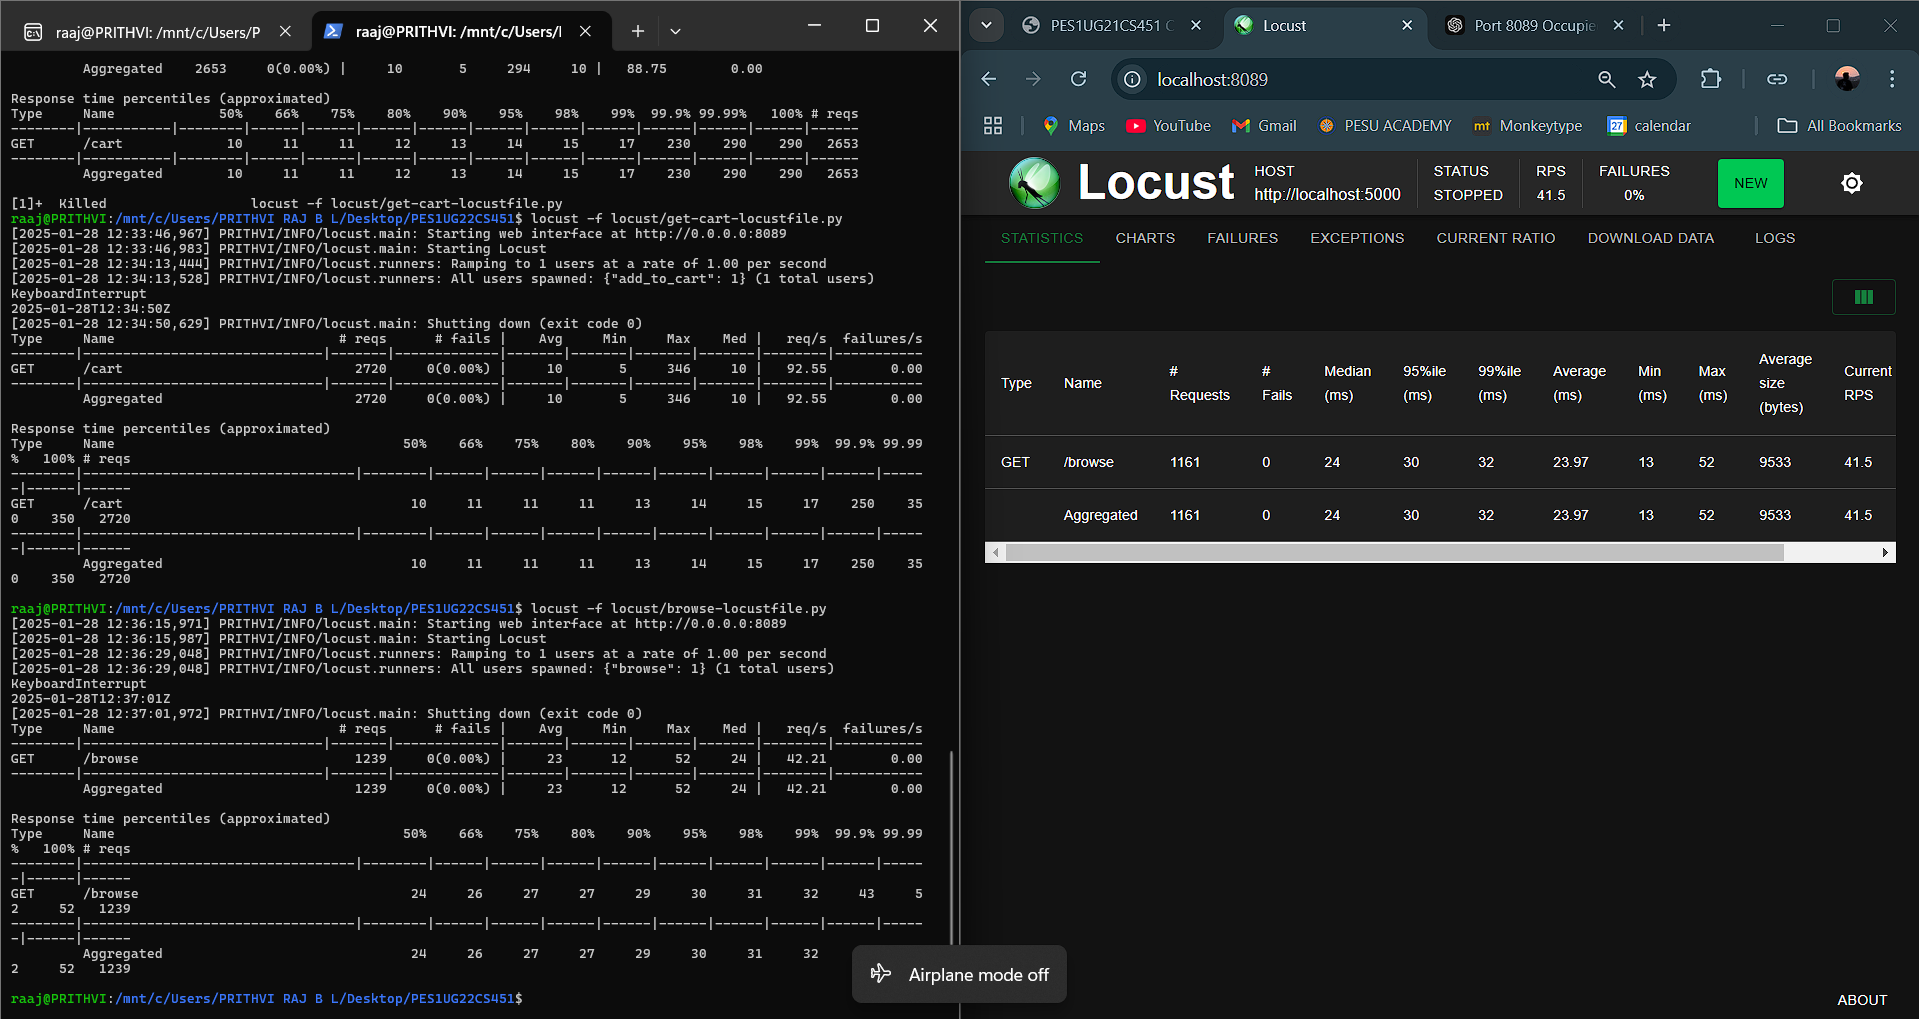 raaj@PRITHVI: /mnt/c/Users/P
raaj@PRITHVI: /mnt/c/Users/I
Aggregated 2653 0(0.00%) | 10 5 294 10 | 88.75 0.00
Response time percentiles (approximated)
Type Name 50% 66% 75% 80% 90% 95% 98% 99% 99.9% 99.99% 100% # reqs
--------|-----------|--------|------|------|------|------|------|------|------|------|------|------|------
GET /cart 10 11 11 12 13 14 15 17 230 290 290 2653
--------|-----------|--------|------|------|------|------|------|------|------|------|------|------|------
Aggregated 10 11 11 12 13 14 15 17 230 290 290 2653
[1]+ Killed locust -f locust/get-cart-locustfile.py
raaj@PRITHVI:/mnt/c/Users/PRITHVI RAJ B L/Desktop/PES1UG22CS451$ locust -f locust/get-cart-locustfile.py
[2025-01-28 12:33:46,967] PRITHVI/INFO/locust.main: Starting web interface at http://0.0.0.0:8089
[2025-01-28 12:33:46,983] PRITHVI/INFO/locust.main: Starting Locust
[2025-01-28 12:34:13,444] PRITHVI/INFO/locust.runners: Ramping to 1 users at a rate of 1.00 per second
[2025-01-28 12:34:13,528] PRITHVI/INFO/locust.runners: All users spawned: {"add_to_cart": 1} (1 total users)
KeyboardInterrupt
2025-01-28T12:34:50Z
[2025-01-28 12:34:50,629] PRITHVI/INFO/locust.main: Shutting down (exit code 0)
Type Name # reqs # fails | Avg Min Max Med | req/s failures/s
--------|------------------------------|-------|-------------|-------|-------|-------|-------|--------|-----------
GET /cart 2720 0(0.00%) | 10 5 346 10 | 92.55 0.00
--------|------------------------------|-------|-------------|-------|-------|-------|-------|--------|-----------
Aggregated 2720 0(0.00%) | 10 5 346 10 | 92.55 0.00
Response time percentiles (approximated)
Type Name 50% 66% 75% 80% 90% 95% 98% 99% 99.9% 99.99
% 100% # reqs
--------|----------------------------------|--------|------|------|------|------|------|------|------|------|-----
-|------|------
GET /cart 10 11 11 11 13 14 15 17 250 35
0 350 2720
--------|----------------------------------|--------|------|------|------|------|------|------|------|------|-----
-|------|------
Aggregated 10 11 11 11 13 14 15 17 250 35
0 350 2720
raaj@PRITHVI:/mnt/c/Users/PRITHVI RAJ B L/Desktop/PES1UG22CS451$ locust -f locust/browse-locustfile.py
[2025-01-28 12:36:15,971] PRITHVI/INFO/locust.main: Starting web interface at http://0.0.0.0:8089
[2025-01-28 12:36:15,987] PRITHVI/INFO/locust.main: Starting Locust
[2025-01-28 12:36:29,048] PRITHVI/INFO/locust.runners: Ramping to 1 users at a rate of 1.00 per second
[2025-01-28 12:36:29,048] PRITHVI/INFO/locust.runners: All users spawned: {"browse": 1} (1 total users)
KeyboardInterrupt
2025-01-28T12:37:01Z
[2025-01-28 12:37:01,972] PRITHVI/INFO/locust.main: Shutting down (exit code 0)
Type Name # reqs # fails | Avg Min Max Med | req/s failures/s
--------|------------------------------|-------|-------------|-------|-------|-------|-------|--------|-----------
GET /browse 1239 0(0.00%) | 23 12 52 24 | 42.21 0.00
--------|------------------------------|-------|-------------|-------|-------|-------|-------|--------|-----------
Aggregated 1239 0(0.00%) | 23 12 52 24 | 42.21 0.00
Response time percentiles (approximated)
Type Name 50% 66% 75% 80% 90% 95% 98% 99% 99.9% 99.99
% 100% # reqs
--------|----------------------------------|--------|------|------|------|------|------|------|------|------|-----
-|------|------
GET /browse 24 26 27 27 29 30 31 32 43 5
2 52 1239
--------|----------------------------------|--------|------|------|------|------|------|------|------|------|-----
-|------|------
Aggregated 24 26 27 27 29 30 31 32
2 52 1239
raaj@PRITHVI:/mnt/c/Users/PRITHVI RAJ B L/Desktop/PES1UG22CS451$
Airplane mode off
PES1UG21CS451 C
Locust
Port 8089 Occupie
localhost:8089
Maps
YouTube
Gmail
PESU ACADEMY
mt Monkeytype
27 calendar
All Bookmarks
Locust
HOST
http://localhost:5000
STATUS
STOPPED
RPS
41.5
FAILURES
0%
NEW
STATISTICS CHARTS FAILURES EXCEPTIONS CURRENT RATIO DOWNLOAD DATA LOGS
Type Name # Requests # Fails Median (ms) 95%ile (ms) 99%ile (ms) Average (ms) Min (ms) Max (ms) Average size (bytes) Current RPS
GET /browse 1161 0 24 30 32 23.97 13 52 9533 41.5
Aggregated 1161 0 24 30 32 23.97 13 52 9533 41.5
ABOUT